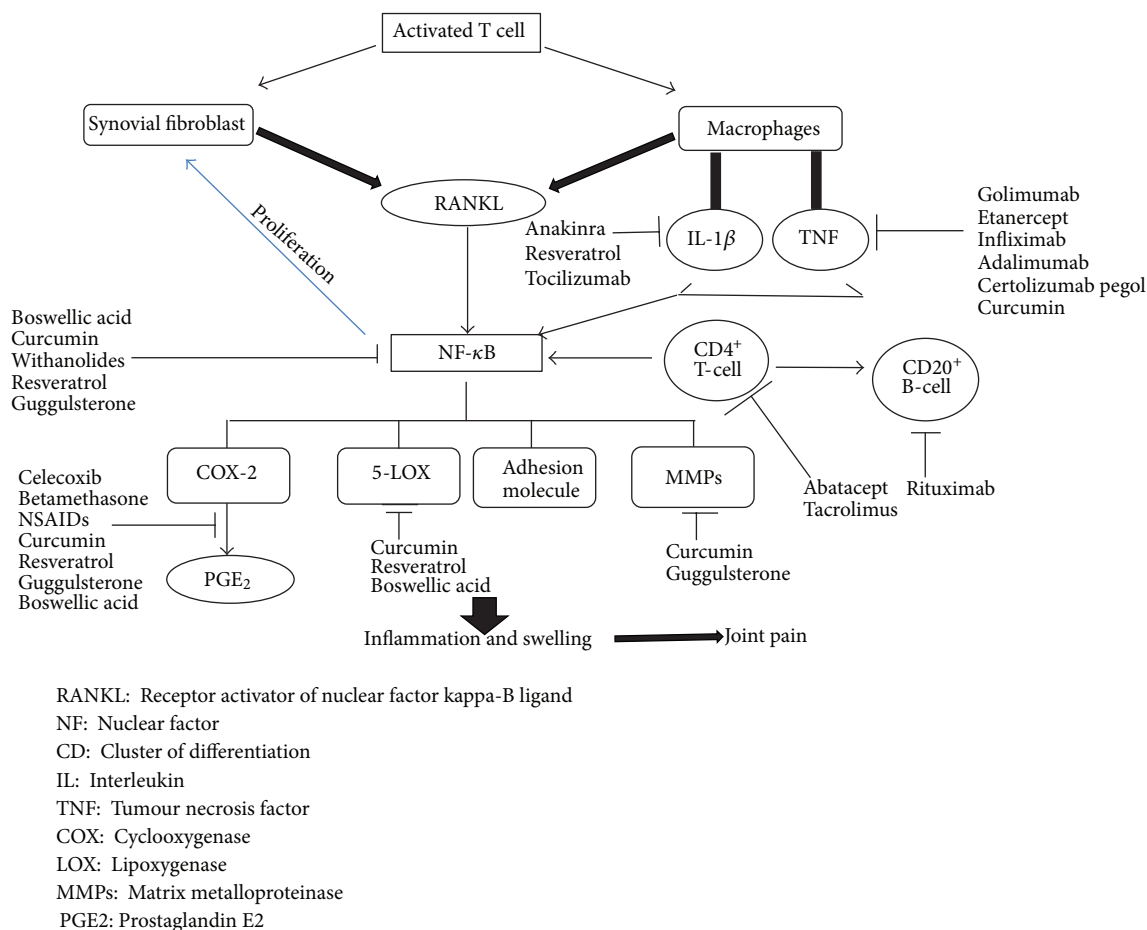 Activated T cell
Synovial fibroblast
Macrophages
RANKL
Proliferation
Anakinra
Resveratrol
Tocilizumab
IL-1β
TNF
Golimumab
Etanercept
Infliximab
Adalimumab
Certolizumab pegol
Curcumin
Boswellic acid
Curcumin
Withanolides
Resveratrol
Guggulsterone
NF-κB
CD4⁺
T-cell
CD20⁺
B-cell
COX-2
5-LOX
Adhesion
molecule
MMPs
Abatacept
Tacrolimus
Rituximab
Celecoxib
Betamethasone
NSAIDs
Curcumin
Resveratrol
Guggulsterone
Boswellic acid
PGE₂
Curcumin
Resveratrol
Boswellic acid
Curcumin
Guggulsterone
Inflammation and swelling
Joint pain
RANKL: Receptor activator of nuclear factor kappa-B ligand
NF: Nuclear factor
CD: Cluster of differentiation
IL: Interleukin
TNF: Tumour necrosis factor
COX: Cyclooxygenase
LOX: Lipoxygenase
MMPs: Matrix metalloproteinase
PGE2: Prostaglandin E2